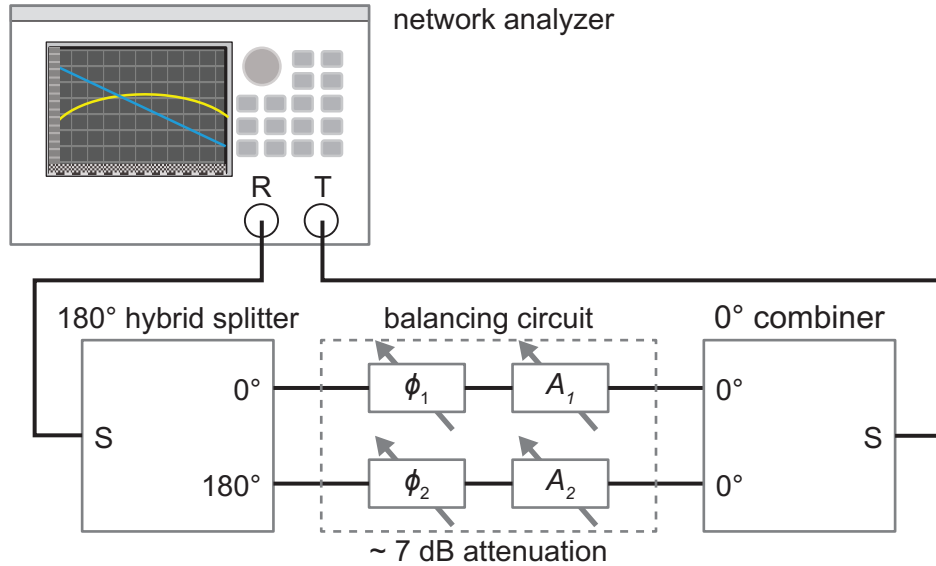 network analyzer
R T
180° hybrid splitter
balancing circuit
0° combiner
0°
ϕ1
A1
0°
S
S
180°
ϕ2
A2
0°
~ 7 dB attenuation